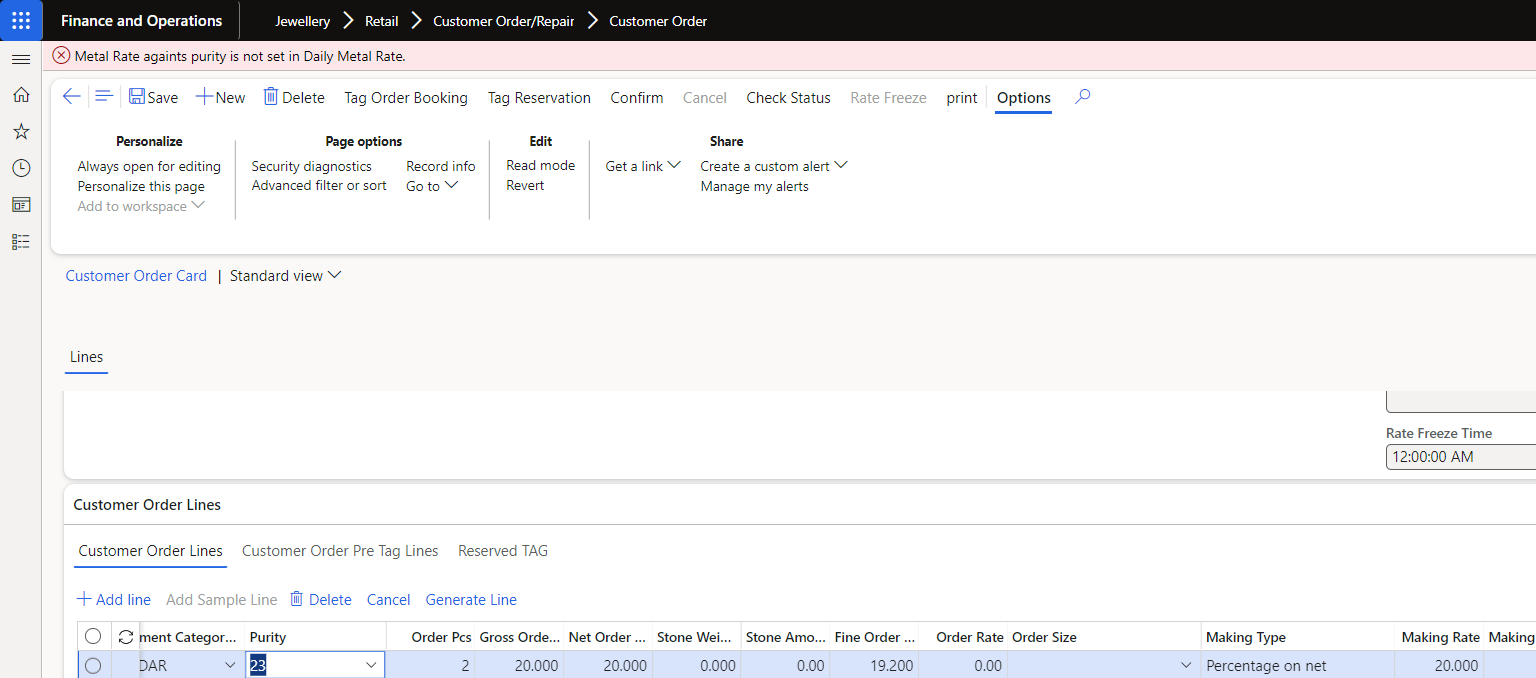 Finance and Operations
Jewellery Retail Customer Order/Repair Customer Order
Metal Rate againts purity is not set in Daily Metal Rate.
Save New Delete Tag Order Booking Tag Reservation Confirm Cancel Check Status Rate Freeze print Options
Personalize Page options Edit Share
Always open for editing Security diagnostics Record info Read mode Get a link Create a custom alert
Personalize this page Advanced filter or sort Go to Revert Manage my alerts
Add to workspace
Customer Order Card | Standard view
Lines
Rate Freeze Time
12:00:00 AM
Customer Order Lines
Customer Order Lines Customer Order Pre Tag Lines Reserved TAG
Add line Add Sample Line Delete Cancel Generate Line
ment Categor... Purity Order Pcs Gross Orde... Net Order ... Stone Wei... Stone Amo... Fine Order ... Order Rate Order Size Making Type Making Rate Making
DAR 23 2 20.000 20.000 0.000 0.00 19.200 0.00 Percentage on net 20.000